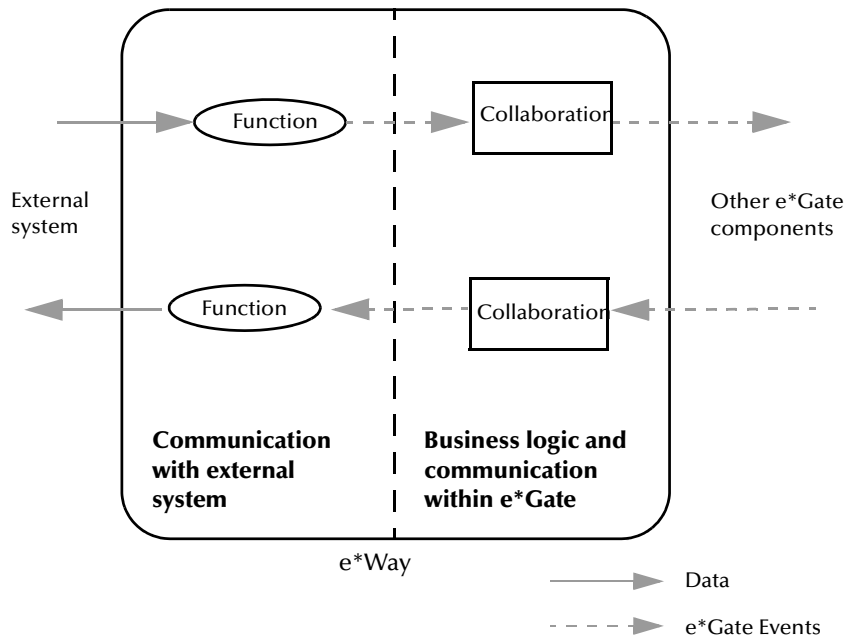 Function
Collaboration
External
system
Other e*Gate
components
Function
Collaboration
Communication
with external
system
Business logic and
communication
within e*Gate
e*Way
Data
e*Gate Events